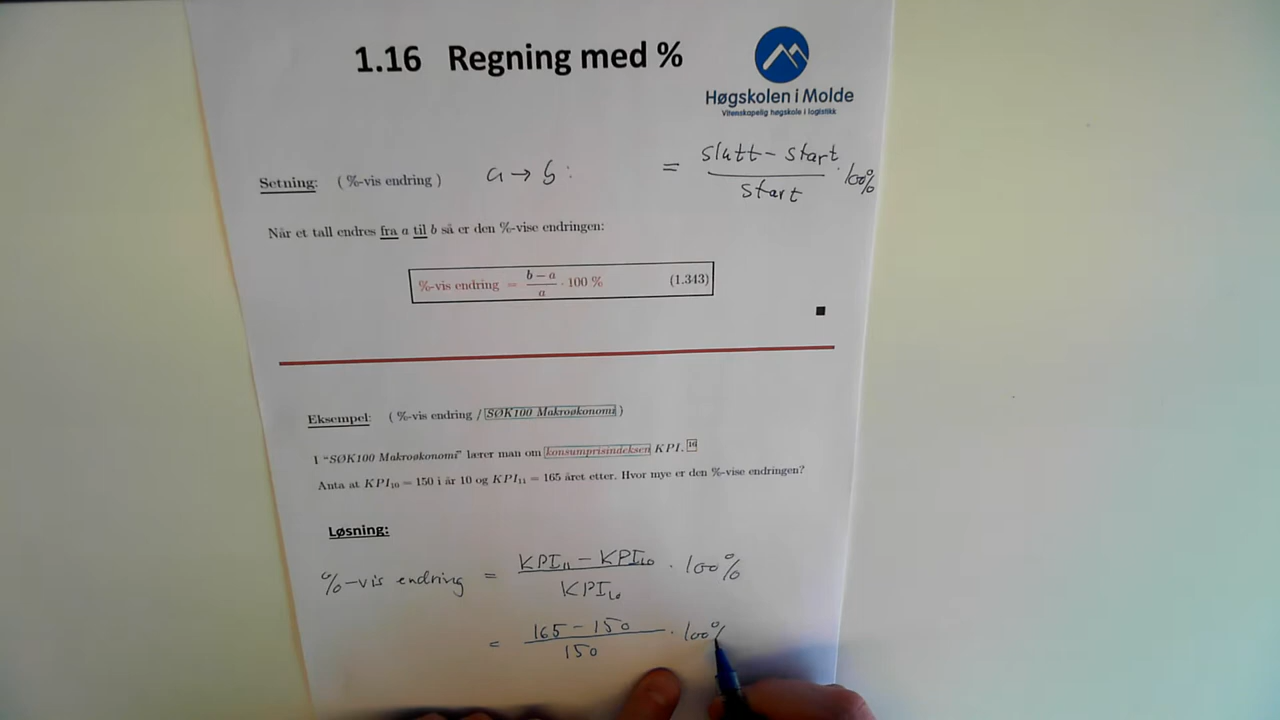 1.16 Regning med %
Høgskolen i Molde
Vitenskapelig høgskole i logistikk
Setning: ( %-vis endring ) a → b : = slutt - start / start · 100%
Når et tall endres fra a til b så er den %-vise endringen:
%-vis endring = b − a / a · 100 % (1.343)
Eksempel: ( %-vis endring / SØK100 Makroøkonomi )
I "SØK100 Makroøkonomi" lærer man om konsumprisindeksen KPI. 16
Anta at KPI₁₀ = 150 i år 10 og KPI₁₁ = 165 året etter. Hvor mye er den %-vise endringen?
Løsning:
%-vis endring = KPI₁₁ − KPI₁₀ / KPI₁₀ · 100%
= 165 − 150 / 150 · 100%